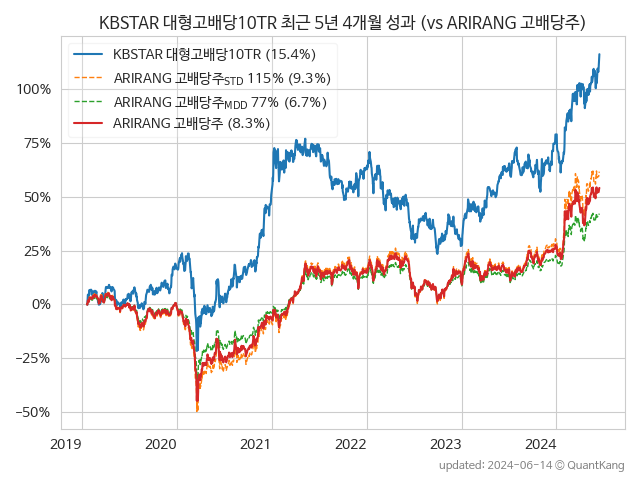 KBSTAR 대형고배당10TR 최근 5년 4개월 성과 (vs ARIRANG 고배당주)
KBSTAR 대형고배당10TR (15.4%)
ARIRANG 고배당주STD 115% (9.3%)
ARIRANG 고배당주MDD 77% (6.7%)
ARIRANG 고배당주 (8.3%)
100%
75%
50%
25%
0%
−25%
−50%
2019 2020 2021 2022 2023 2024
updated: 2024-06-14 © QuantKang